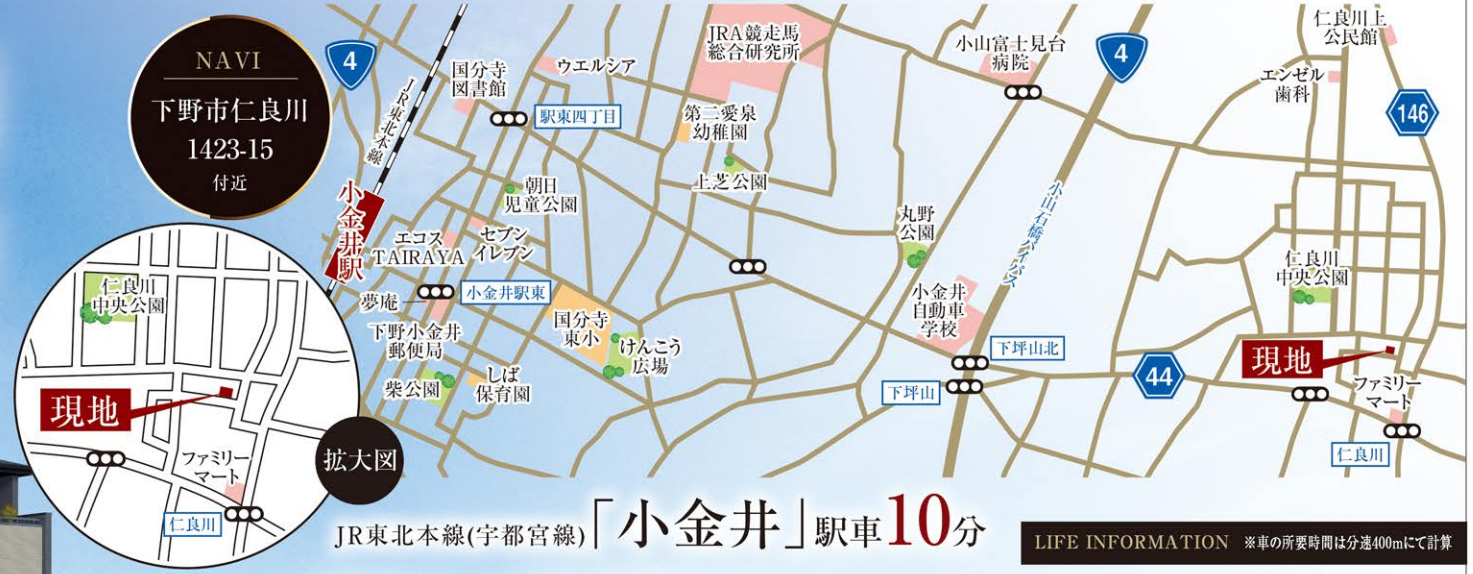 NAVI
下野市仁良川
1423-15
付近
4
JR東北本線
小金井駅
国分寺
図書館
ウエルシア
駅東四丁目
JRA競走馬
総合研究所
第二愛泉
幼稚園
上芝公園
小山富士見台
病院
4
仁良川上
公民館
エンゼル
歯科
146
朝日
児童公園
エコス
TAIRAYA
セブン
イレブン
夢庵
小金井駅東
下野小金井
郵便局
柴公園
しば
保育園
国分寺
東小
けんこう
広場
丸野
公園
小金井
自動車
学校
小山石橋バイパス
下坪山北
下坪山
44
仁良川
中央公園
現地
ファミリー
マート
仁良川
仁良川
中央公園
現地
ファミリー
マート
仁良川
拡大図
JR東北本線(宇都宮線)「小金井」駅車10分
LIFE INFORMATION ※車の所要時間は分速400mにて計算